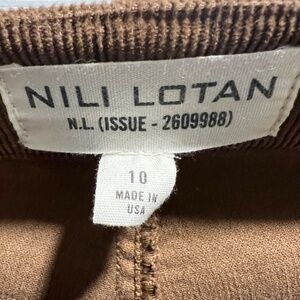 NILI LOTAN
N.L. (ISSUE - 2609988)
10
MADE IN
USA